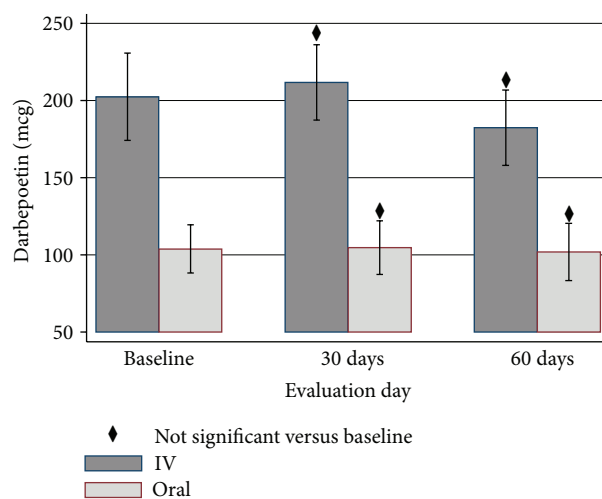 250
200
150
100
50
Darbepoetin (mcg)
Baseline
30 days
60 days
Evaluation day
Not significant versus baseline
IV
Oral